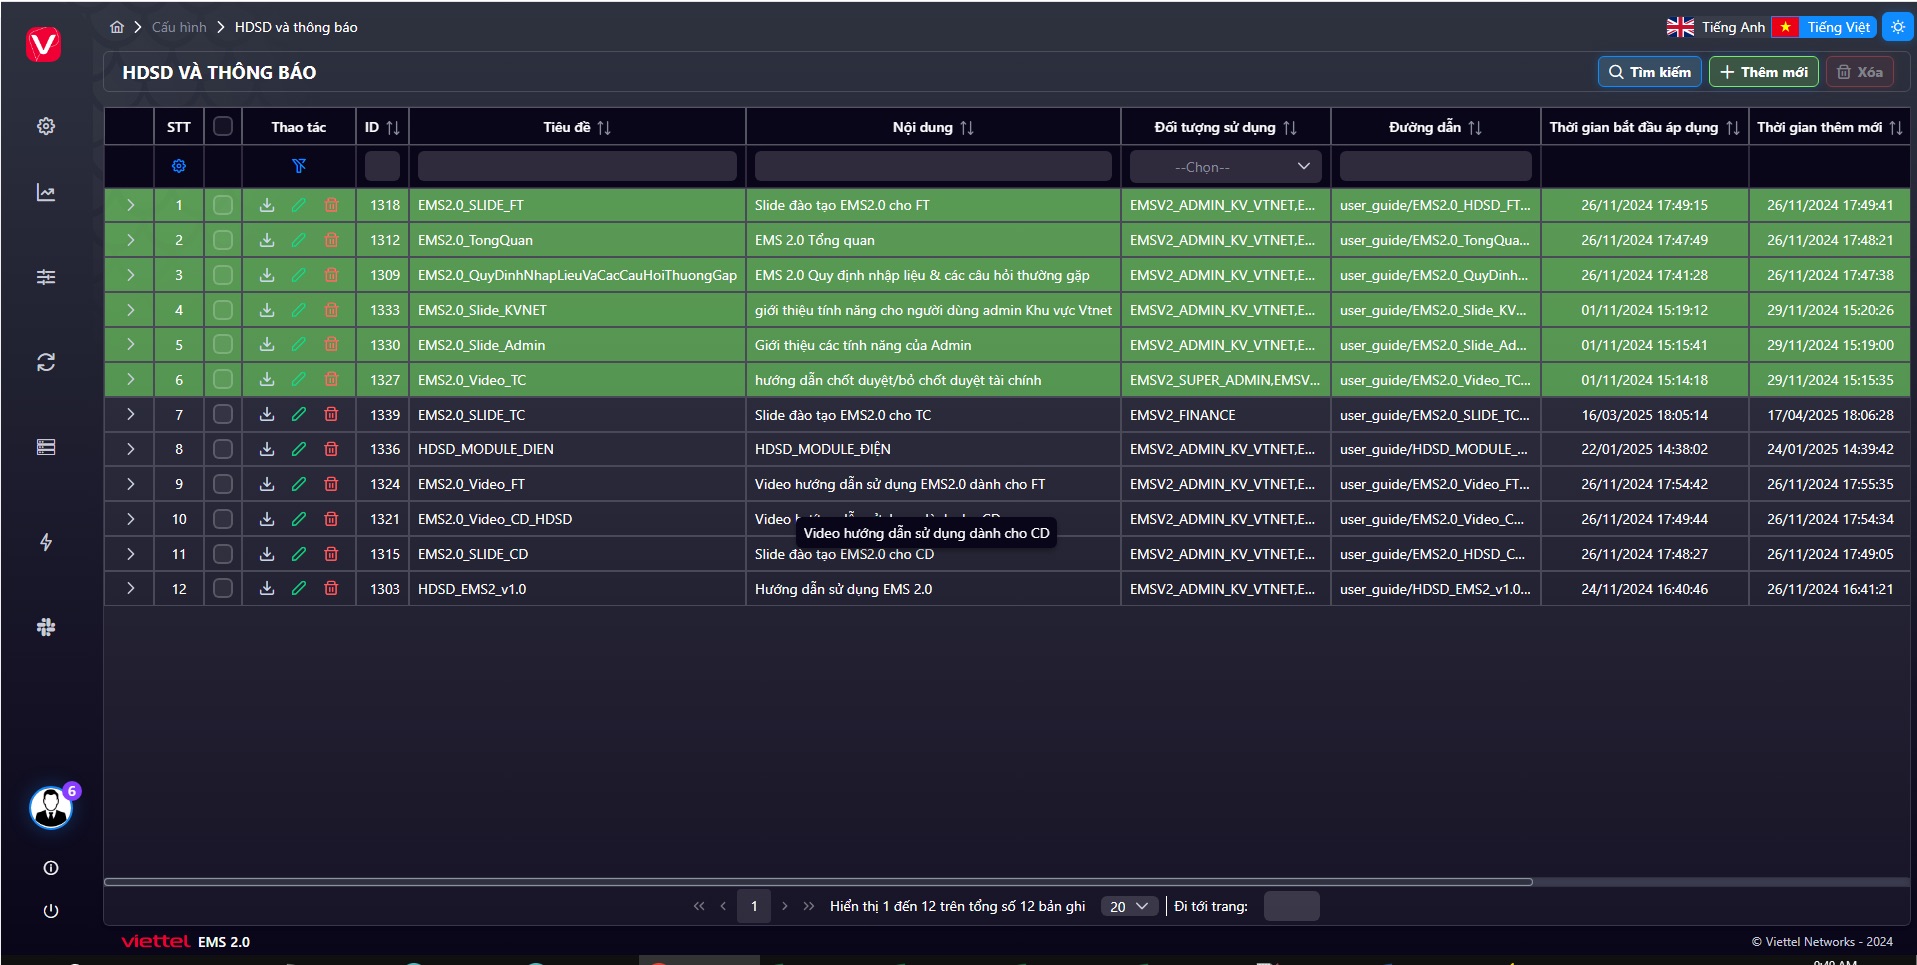 Cấu hình HDSD và thông báo Tiếng Anh Tiếng Việt
HDSD VÀ THÔNG BÁO Tìm kiếm Thêm mới Xóa
STT Thao tác ID Tiêu đề Nội dung Đối tượng sử dụng Đường dẫn Thời gian bắt đầu áp dụng Thời gian thêm mới
--Chọn--
1 1318 EMS2.0_SLIDE_FT Slide đào tạo EMS2.0 cho FT EMSV2_ADMIN_KV_VTNET,E... user_guide/EMS2.0_HDSD_FT... 26/11/2024 17:49:15 26/11/2024 17:49:41
2 1312 EMS2.0_TongQuan EMS 2.0 Tổng quan EMSV2_ADMIN_KV_VTNET,E... user_guide/EMS2.0_TongQua... 26/11/2024 17:47:49 26/11/2024 17:48:21
3 1309 EMS2.0_QuyDinhNhapLieuVaCacCauHoiThuongGap EMS 2.0 Quy định nhập liệu & các câu hỏi thường gặp EMSV2_ADMIN_KV_VTNET,E... user_guide/EMS2.0_QuyDinh... 26/11/2024 17:41:28 26/11/2024 17:47:38
4 1333 EMS2.0_Slide_KVNET giới thiệu tính năng cho người dùng admin Khu vực Vtnet EMSV2_ADMIN_KV_VTNET,E... user_guide/EMS2.0_Slide_KV... 01/11/2024 15:19:12 29/11/2024 15:20:26
5 1330 EMS2.0_Slide_Admin Giới thiệu các tính năng của Admin EMSV2_ADMIN_KV_VTNET,E... user_guide/EMS2.0_Slide_Ad... 01/11/2024 15:15:41 29/11/2024 15:19:00
6 1327 EMS2.0_Video_TC hướng dẫn chốt duyệt/bỏ chốt duyệt tài chính EMSV2_SUPER_ADMIN,EMSV... user_guide/EMS2.0_Video_TC... 01/11/2024 15:14:18 29/11/2024 15:15:35
7 1339 EMS2.0_SLIDE_TC Slide đào tạo EMS2.0 cho TC EMSV2_FINANCE user_guide/EMS2.0_SLIDE_TC... 16/03/2025 18:05:14 17/04/2025 18:06:28
8 1336 HDSD_MODULE_DIEN HDSD_MODULE_ĐIỆN EMSV2_ADMIN_KV_VTNET,E... user_guide/HDSD_MODULE_... 22/01/2025 14:38:02 24/01/2025 14:39:42
9 1324 EMS2.0_Video_FT Video hướng dẫn sử dụng EMS2.0 dành cho FT EMSV2_ADMIN_KV_VTNET,E... user_guide/EMS2.0_Video_FT... 26/11/2024 17:54:42 26/11/2024 17:55:35
10 1321 EMS2.0_Video_CD_HDSD Video hướng dẫn sử dụng dành cho CD EMSV2_ADMIN_KV_VTNET,E... user_guide/EMS2.0_Video_C... 26/11/2024 17:49:44 26/11/2024 17:54:34
Video hướng dẫn sử dụng dành cho CD
11 1315 EMS2.0_SLIDE_CD Slide đào tạo EMS2.0 cho CD EMSV2_ADMIN_KV_VTNET,E... user_guide/EMS2.0_HDSD_C... 26/11/2024 17:48:27 26/11/2024 17:49:05
12 1303 HDSD_EMS2_v1.0 Hướng dẫn sử dụng EMS 2.0 EMSV2_ADMIN_KV_VTNET,E... user_guide/HDSD_EMS2_v1.0... 24/11/2024 16:40:46 26/11/2024 16:41:21
6
1 Hiển thị 1 đến 12 trên tổng số 12 bản ghi 20 Đi tới trang:
viettel EMS 2.0 © Viettel Networks - 2024